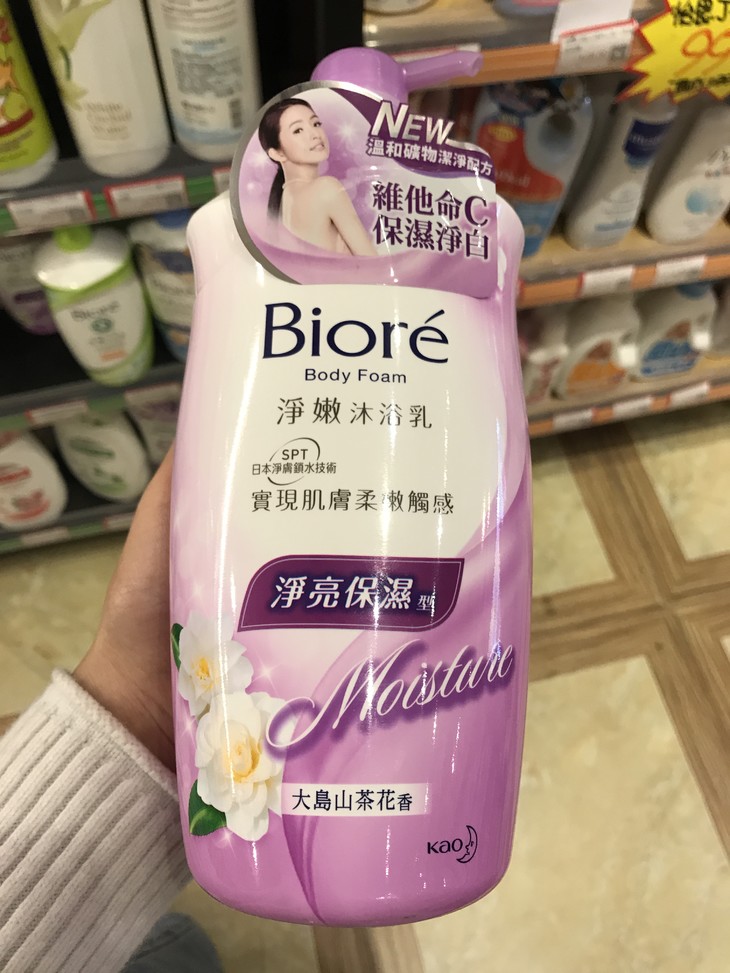 NEW
溫和礦物潔淨配方
維他命C
保濕淨白
Bioré
Body Foam
淨嫩沐浴乳
SPT
日本淨膚鎖水技術
實現肌膚柔嫩觸感
淨亮保濕型
Moisture
大島山茶花香
Kao
Bioré
99